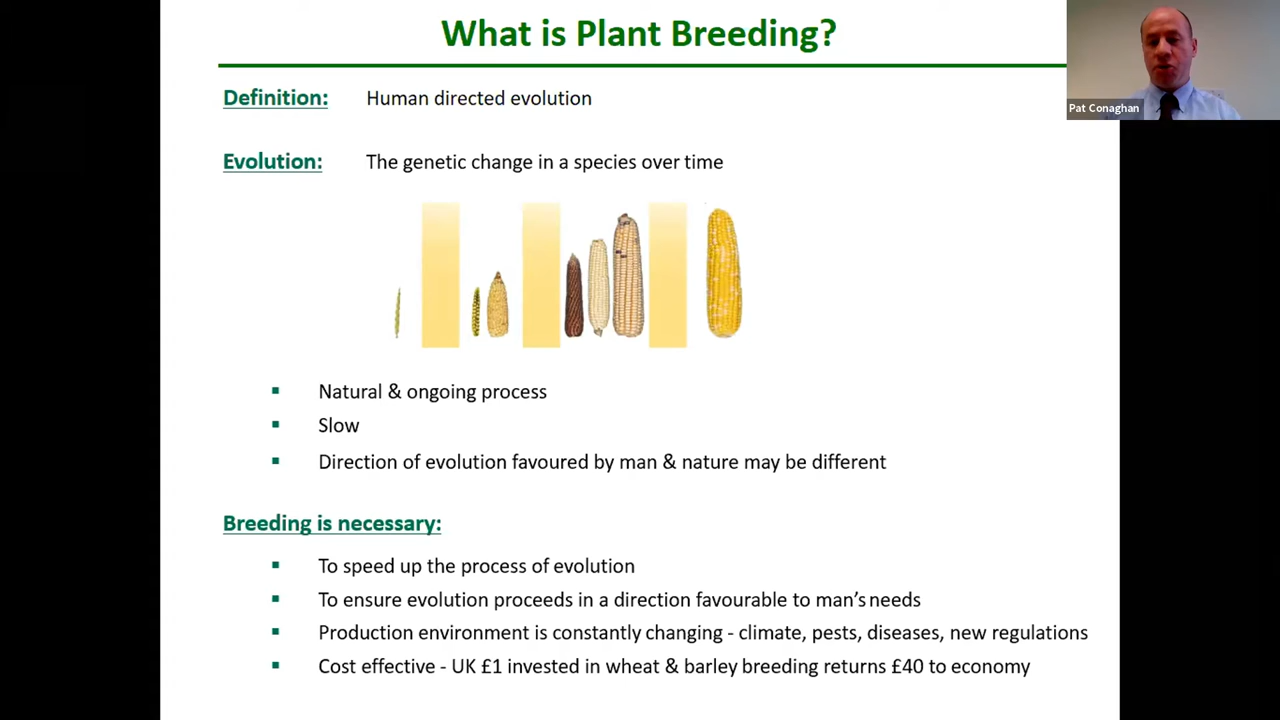 What is Plant Breeding?
Definition: Human directed evolution
Pat Conaghan
Evolution: The genetic change in a species over time
Natural & ongoing process
Slow
Direction of evolution favoured by man & nature may be different
Breeding is necessary:
To speed up the process of evolution
To ensure evolution proceeds in a direction favourable to man's needs
Production environment is constantly changing - climate, pests, diseases, new regulations
Cost effective - UK £1 invested in wheat & barley breeding returns £40 to economy